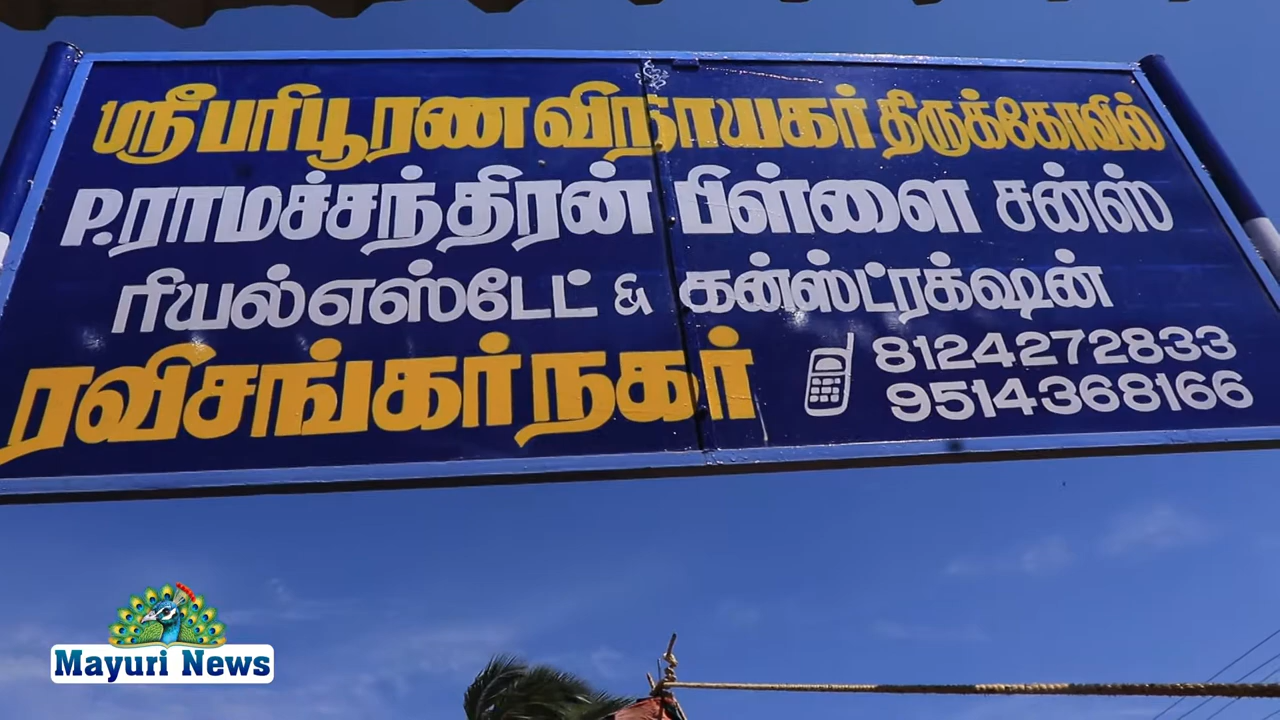 ஸ்ரீ பரிபூரண விநாயகர் திருக்கோவில்
P.ராமச்சந்திரன் பிள்ளை சன்ஸ்
ரியல்எஸ்டேட் & கன்ஸ்ட்ரக்ஷன்
ரவிசங்கர் நகர்
8124272833
9514368166
Mayuri News